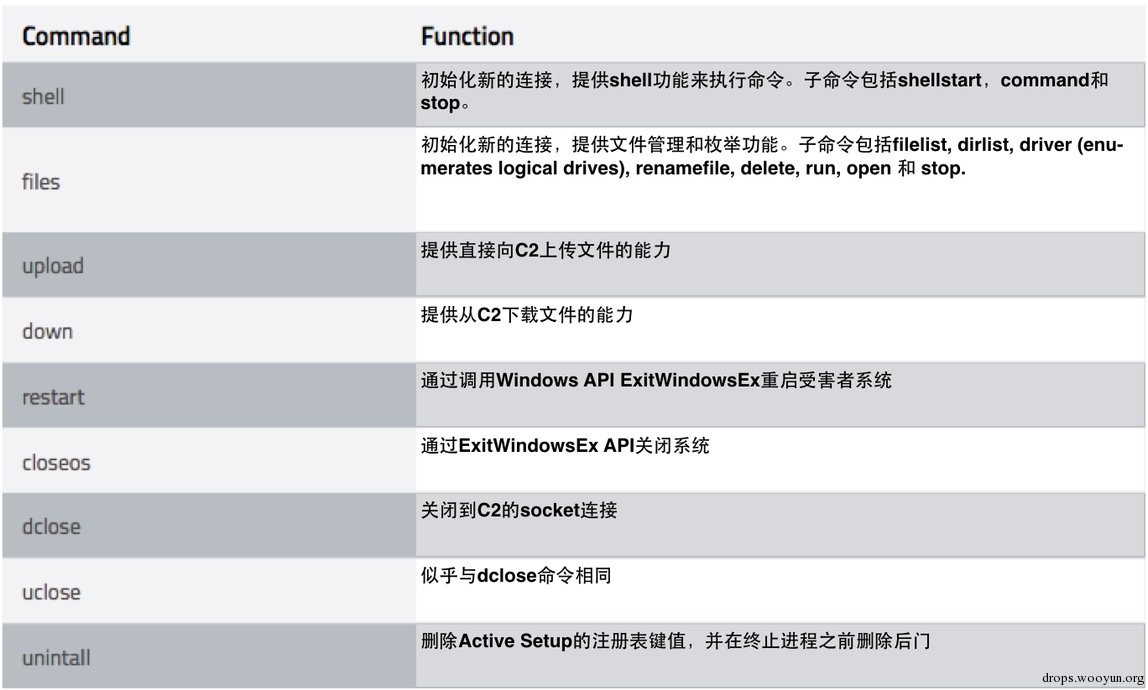 Command Function
shell
初始化新的连接，提供shell功能来执行命令。子命令包括shellstart，command和
stop。
files
初始化新的连接，提供文件管理和枚举功能。子命令包括filelist, dirlist, driver (enu-
merates logical drives), renamefile, delete, run, open 和 stop.
upload
提供直接向C2上传文件的能力
down
提供从C2下载文件的能力
restart
通过调用Windows API ExitWindowsEx重启受害者系统
closeos
通过ExitWindowsEx API关闭系统
dclose
关闭到C2的socket连接
uclose
似乎与dclose命令相同
unintall
删除Active Setup的注册表键值，并在终止进程之前删除后门
drops.wooyun.org